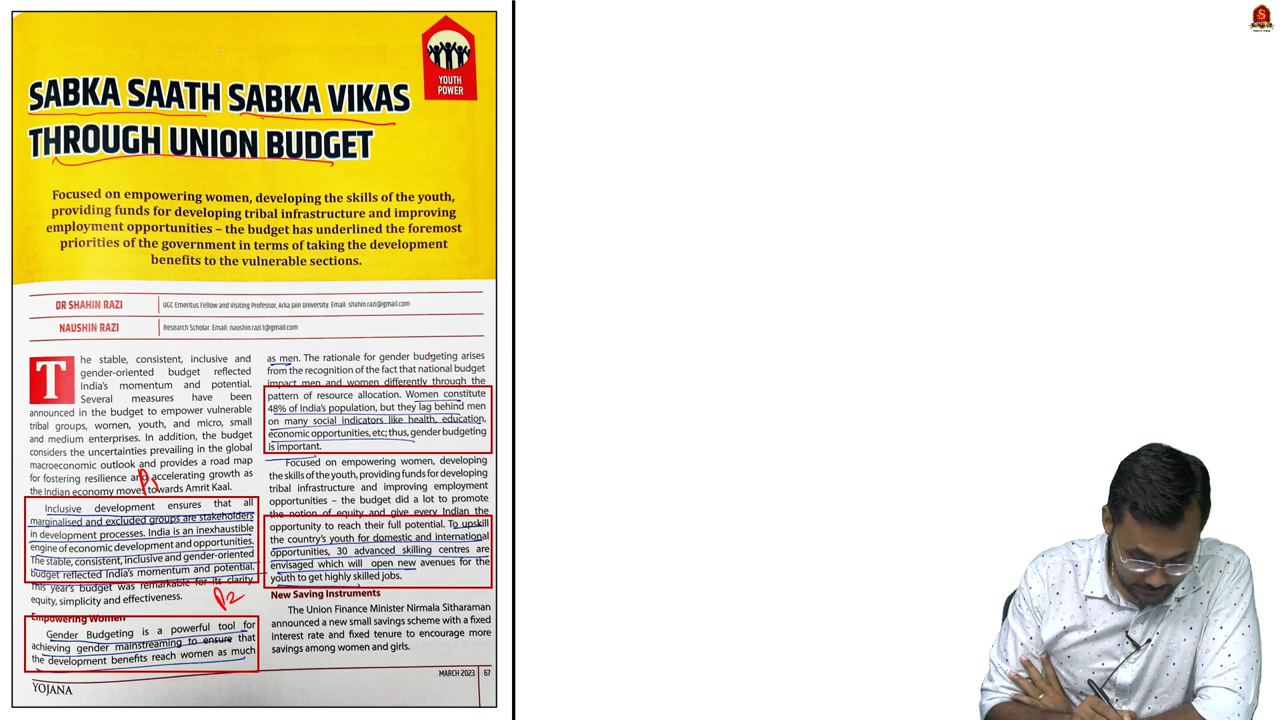 YOUTH
POWER
SABKA SAATH SABKA VIKAS
THROUGH UNION BUDGET
Focused on empowering women, developing the skills of the youth,
providing funds for developing tribal infrastructure and improving
employment opportunities – the budget has underlined the foremost
priorities of the government in terms of taking the development
benefits to the vulnerable sections.
DR SHAHIN RAZI
UGC Emeritus Fellow and Visiting Professor, Arka Jain University. Email: shahin.razi@gmail.com
NAUSHIN RAZI
Research Scholar. Email: naushin.razi.1@gmail.com
The stable, consistent, inclusive and
gender-oriented budget reflected
India's momentum and potential.
Several measures have been
announced in the budget to empower vulnerable
tribal groups, women, youth, and micro, small
and medium enterprises. In addition, the budget
considers the uncertainties prevailing in the global
macroeconomic outlook and provides a road map
for fostering resilience and accelerating growth as
the Indian economy moves towards Amrit Kaal.
P1
Inclusive development ensures that all
marginalised and excluded groups are stakeholders
in development processes. India is an inexhaustible
engine of economic development and opportunities.
The stable, consistent, inclusive and gender-oriented
budget reflected India's momentum and potential.
This year's budget was remarkable for its clarity,
equity, simplicity and effectiveness.
P2
Empowering Women
Gender Budgeting is a powerful tool for
achieving gender mainstreaming to ensure that
the development benefits reach women as much
as men. The rationale for gender budgeting arises
from the recognition of the fact that national budget
impact men and women differently through the
pattern of resource allocation. Women constitute
48% of India's population, but they lag behind men
on many social indicators like health, education,
economic opportunities, etc; thus, gender budgeting
is important.
Focused on empowering women, developing
the skills of the youth, providing funds for developing
tribal infrastructure and improving employment
opportunities – the budget did a lot to promote
the notion of equity and give every Indian the
opportunity to reach their full potential. To upskill
the country's youth for domestic and international
opportunities, 30 advanced skilling centres are
envisaged which will open new avenues for the
youth to get highly skilled jobs.
New Saving Instruments
The Union Finance Minister Nirmala Sitharaman
announced a new small savings scheme with a fixed
interest rate and fixed tenure to encourage more
savings among women and girls.
YOJANA
MARCH 2023 67